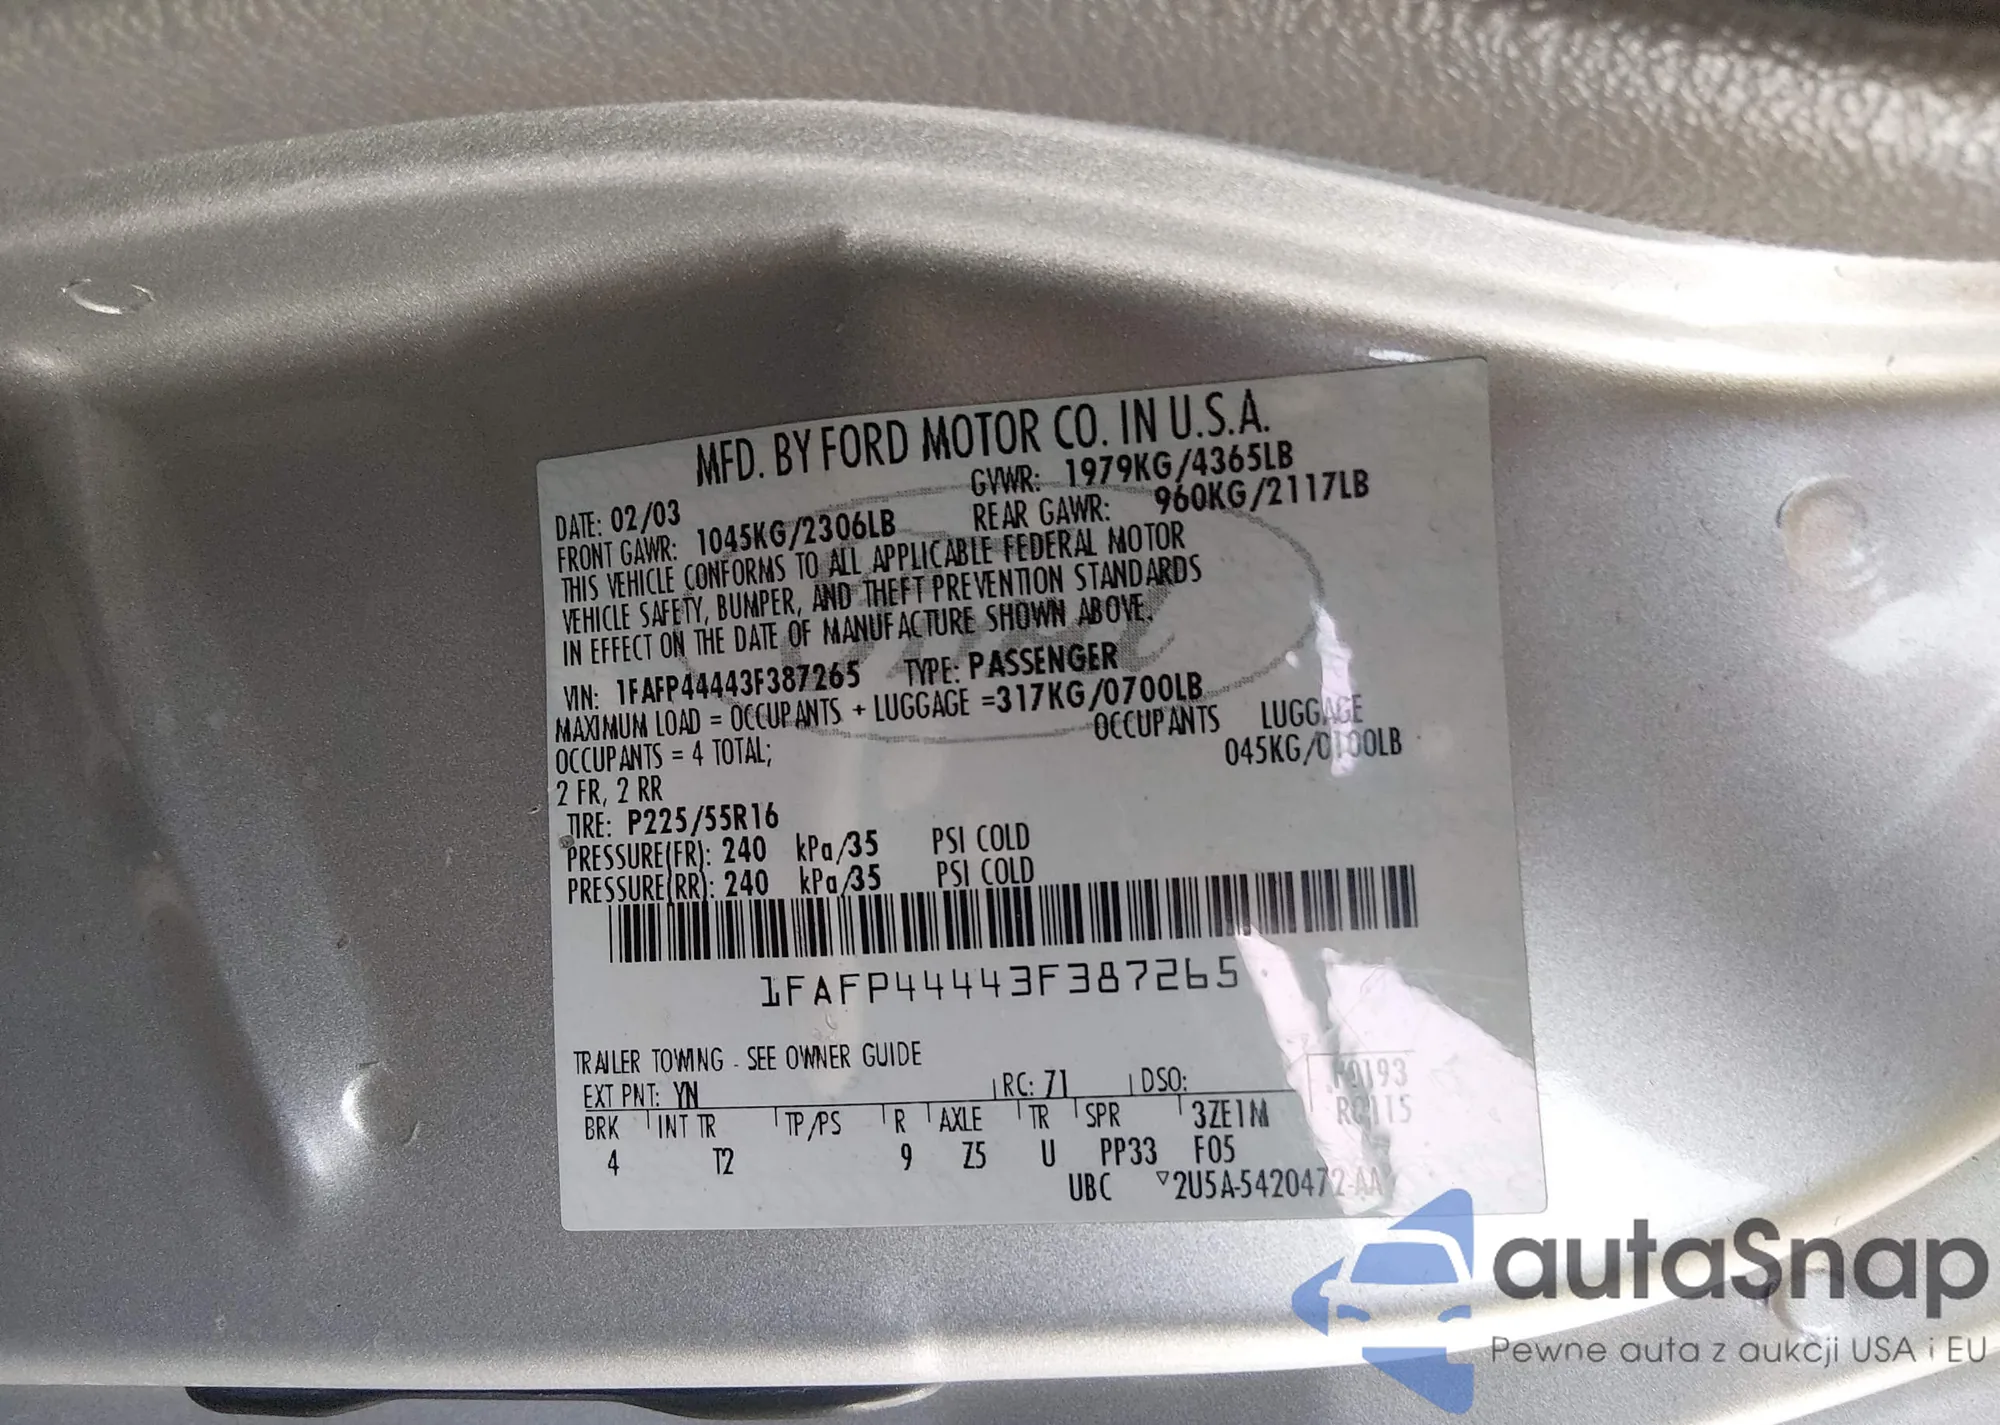 MFD. BY FORD MOTOR CO. IN U.S.A.
DATE: 02/03 GVWR: 1979KG/4365LB
FRONT GAWR: 1045KG/2306LB REAR GAWR: 960KG/2117LB
THIS VEHICLE CONFORMS TO ALL APPLICABLE FEDERAL MOTOR
VEHICLE SAFETY, BUMPER, AND THEFT PREVENTION STANDARDS
IN EFFECT ON THE DATE OF MANUFACTURE SHOWN ABOVE.
VIN: 1FAFP44443F387265 TYPE: PASSENGER
MAXIMUM LOAD = OCCUPANTS + LUGGAGE =317KG/0700LB
OCCUPANTS = 4 TOTAL; OCCUPANTS LUGGAGE
2 FR, 2 RR 045KG/0100LB
TIRE: P225/55R16
PRESSURE(FR): 240 kPa/35 PSI COLD
PRESSURE(RR): 240 kPa/35 PSI COLD
1FAFP44443F387265
TRAILER TOWING - SEE OWNER GUIDE
EXT PNT: YN RC: 71 DSO:
BRK INT TR TP/PS R AXLE TR SPR 3ZE1M
4 T2 9 Z5 U PP33 F05
UBC ▽2U5A-5420472-AA
autaSnap
Pewne auta z aukcji USA i EU